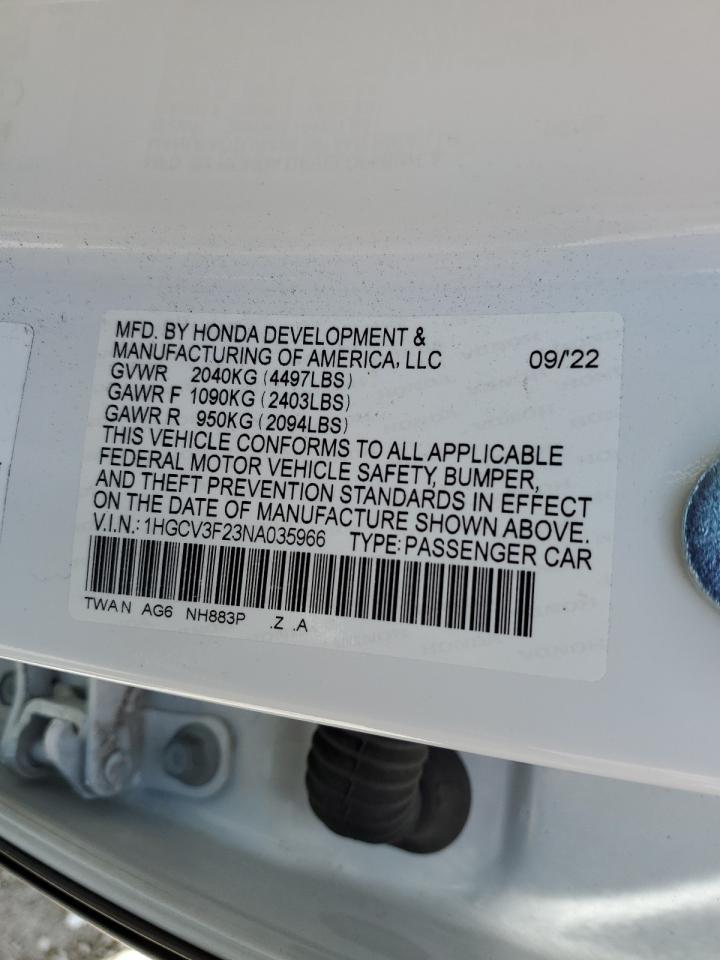 MFD. BY HONDA DEVELOPMENT &
MANUFACTURING OF AMERICA, LLC 09/'22
GVWR 2040KG (4497LBS)
GAWR F 1090KG (2403LBS)
GAWR R 950KG (2094LBS)
THIS VEHICLE CONFORMS TO ALL APPLICABLE
FEDERAL MOTOR VEHICLE SAFETY, BUMPER,
AND THEFT PREVENTION STANDARDS IN EFFECT
ON THE DATE OF MANUFACTURE SHOWN ABOVE.
V.I.N.: 1HGCV3F23NA035966 TYPE: PASSENGER CAR
TWAN AG6 NH883P .Z .A